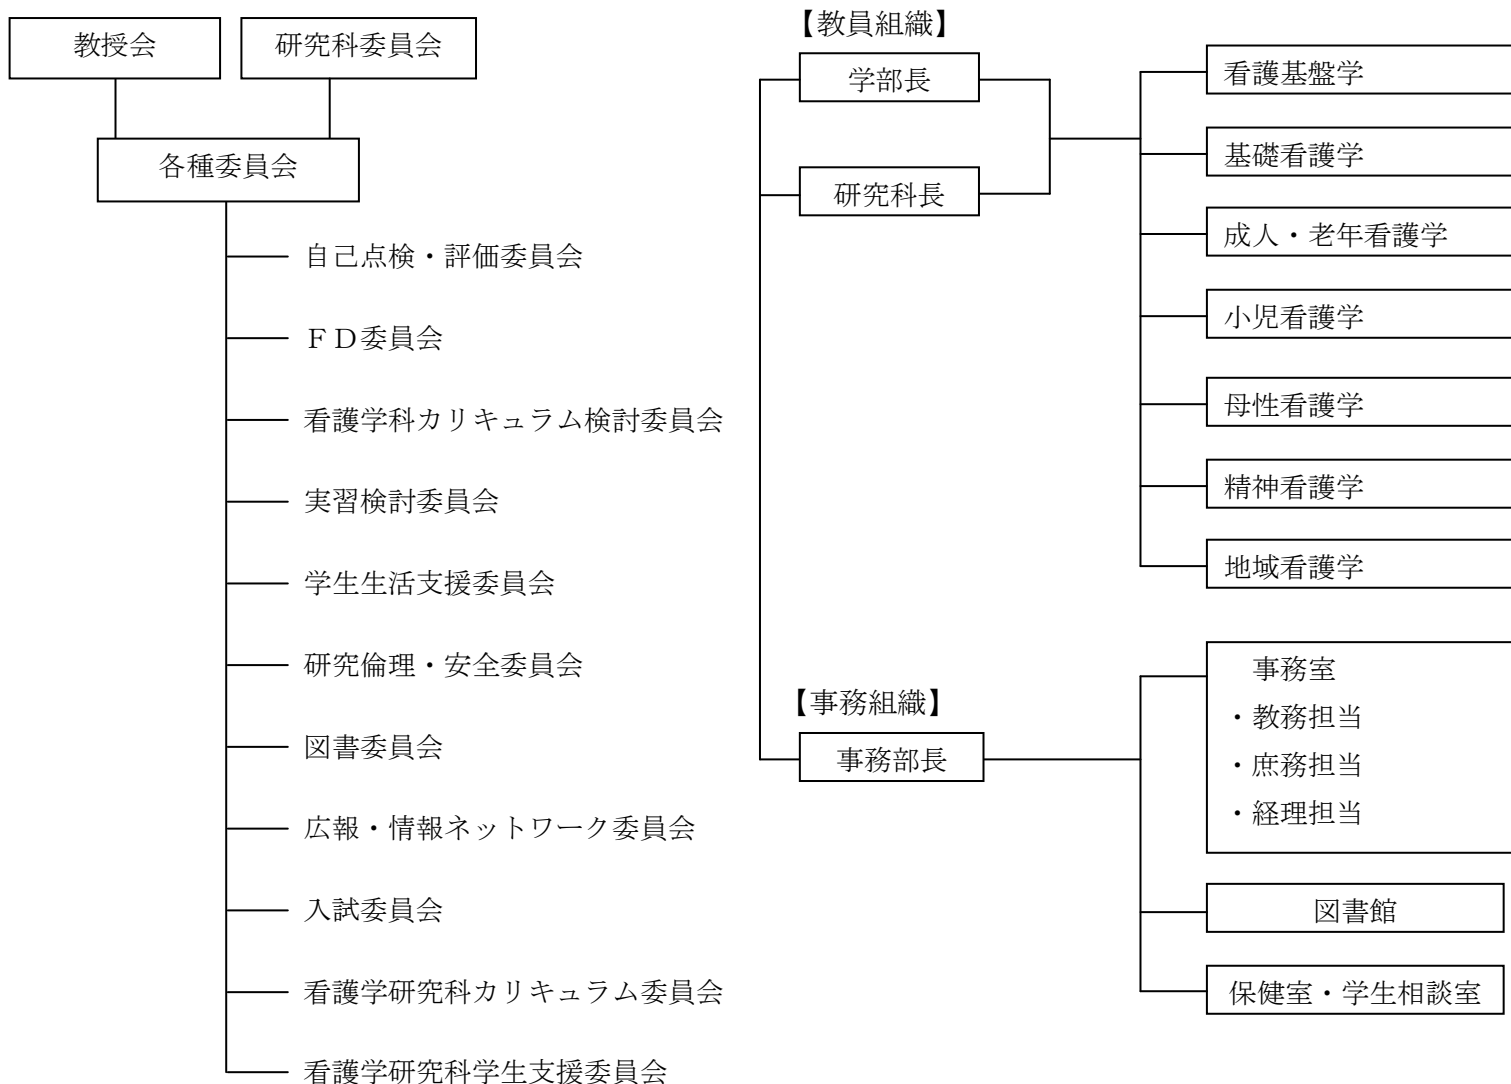 教授会
研究科委員会
各種委員会
自己点検・評価委員会
ＦＤ委員会
看護学科カリキュラム検討委員会
実習検討委員会
学生生活支援委員会
研究倫理・安全委員会
図書委員会
広報・情報ネットワーク委員会
入試委員会
看護学研究科カリキュラム委員会
看護学研究科学生支援委員会
【教員組織】
学部長
研究科長
看護基盤学
基礎看護学
成人・老年看護学
小児看護学
母性看護学
精神看護学
地域看護学
【事務組織】
事務部長
事務室
・教務担当
・庶務担当
・経理担当
図書館
保健室・学生相談室